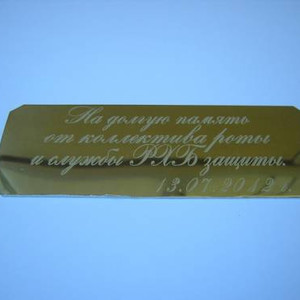 На долгую память
от коллектива роты
и службы РХБ защиты.
13.07.2012 г.